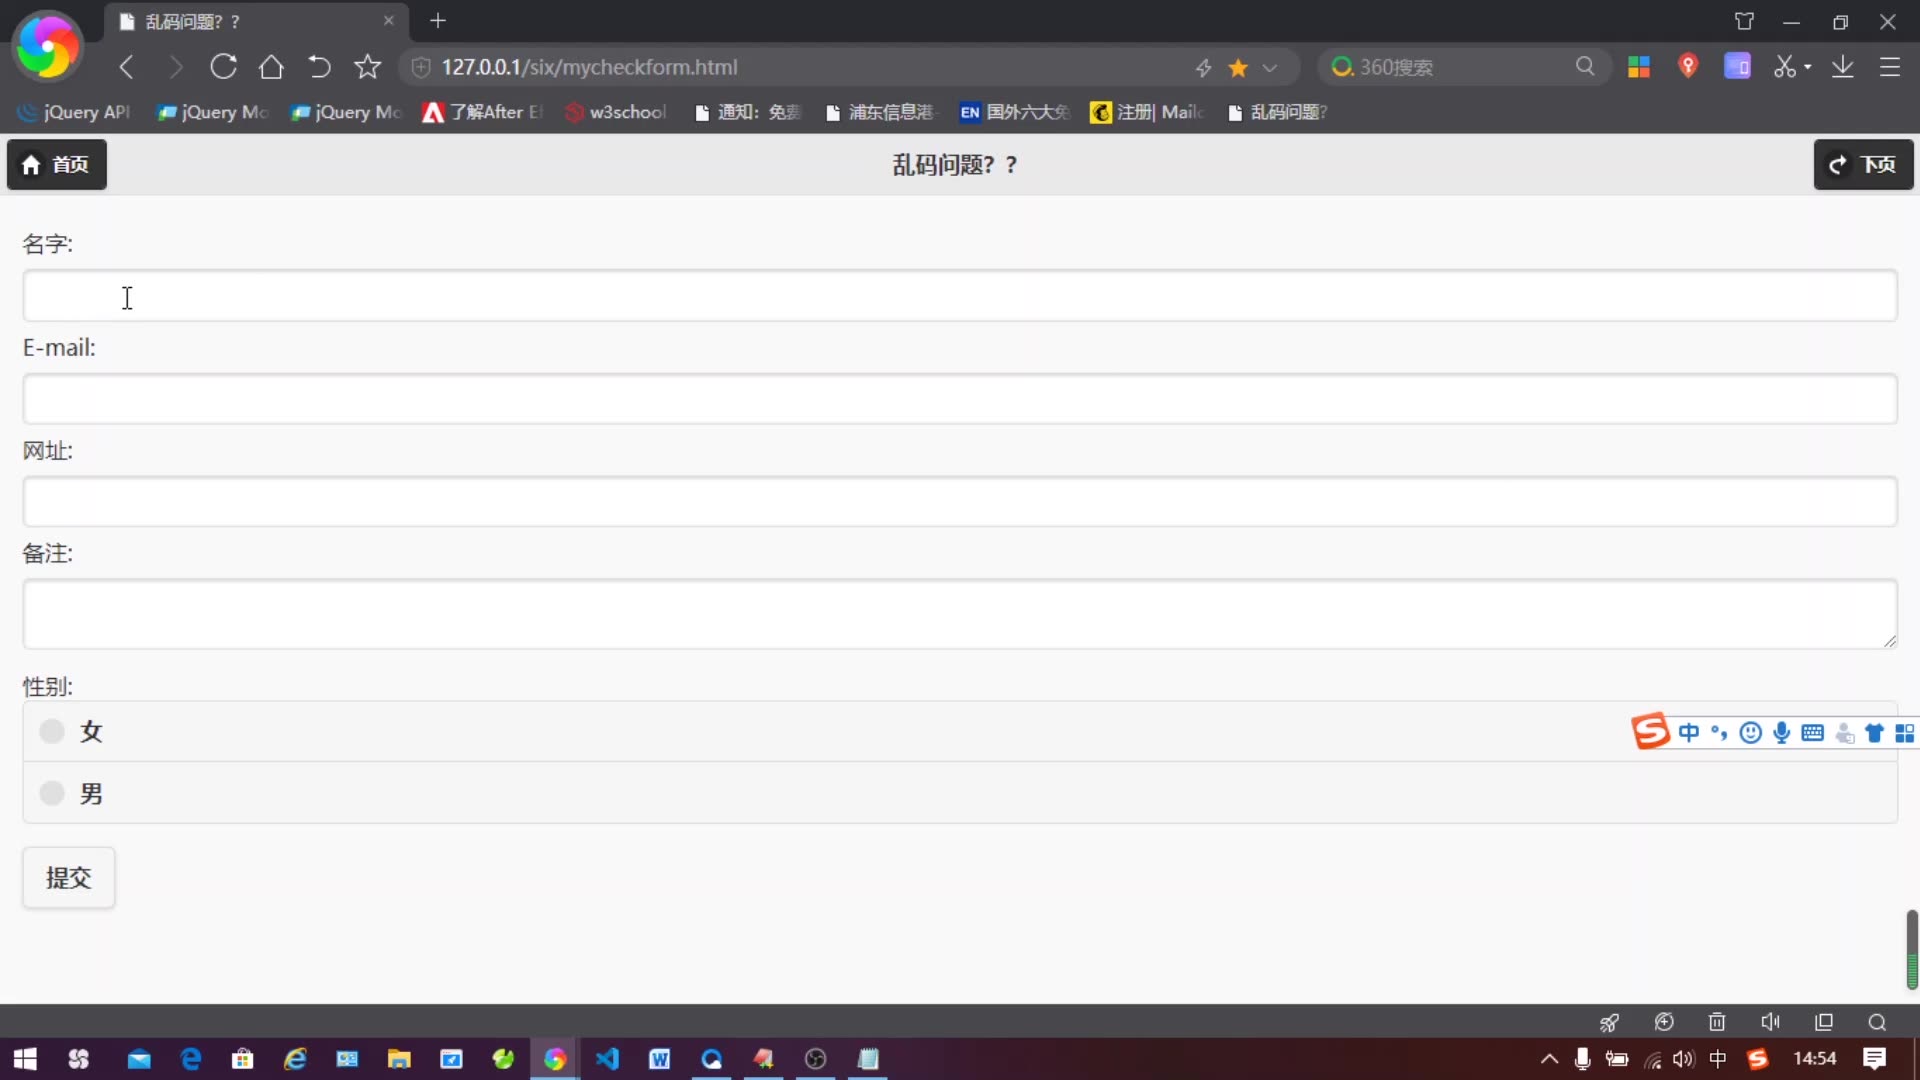 乱码问题？？
127.0.0.1/six/mycheckform.html
360搜索
jQuery API
jQuery Mo
jQuery Mo
了解After E
w3school
通知：免费
浦东信息港-
EN 国外六大免
注册| Mailc
乱码问题?
首页
乱码问题？？
下页
名字:
E-mail:
网址:
备注:
性别:
女
男
中
提交
中
14:54